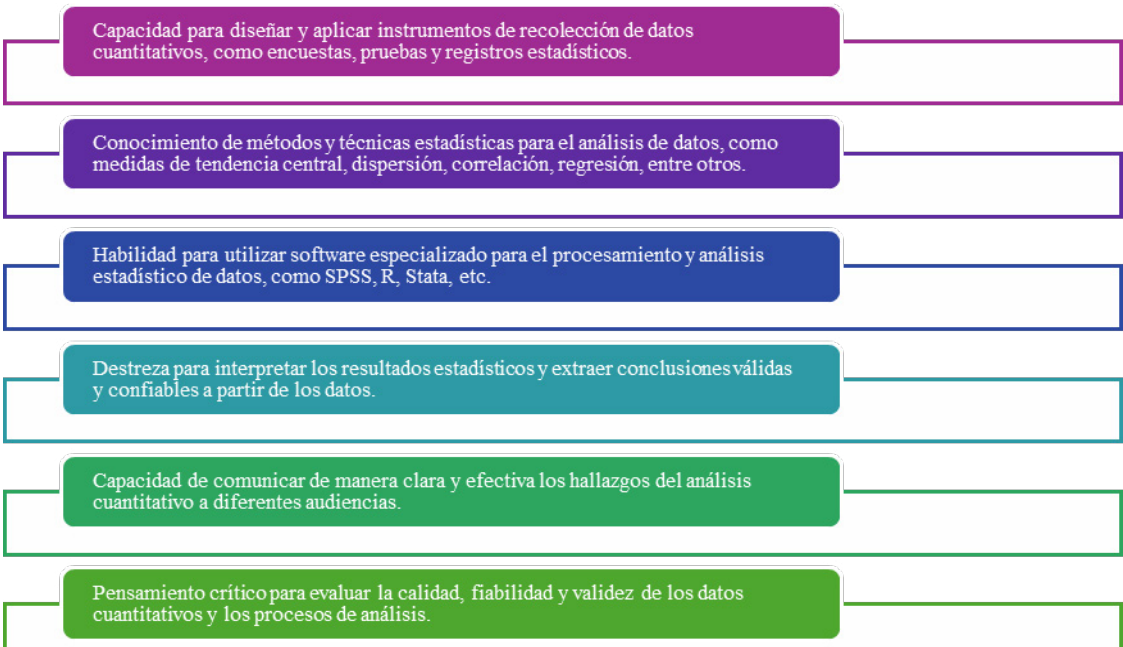 Capacidad para diseñar y aplicar instrumentos de recolección de datos
cuantitativos, como encuestas, pruebas y registros estadísticos.
Conocimiento de métodos y técnicas estadísticas para el análisis de datos, como
medidas de tendencia central, dispersión, correlación, regresión, entre otros.
Habilidad para utilizar software especializado para el procesamiento y análisis
estadístico de datos, como SPSS, R, Stata, etc.
Destreza para interpretar los resultados estadísticos y extraer conclusiones válidas
y confiables a partir de los datos.
Capacidad de comunicar de manera clara y efectiva los hallazgos del análisis
cuantitativo a diferentes audiencias.
Pensamiento crítico para evaluar la calidad, fiabilidad y validez de los datos
cuantitativos y los procesos de análisis.